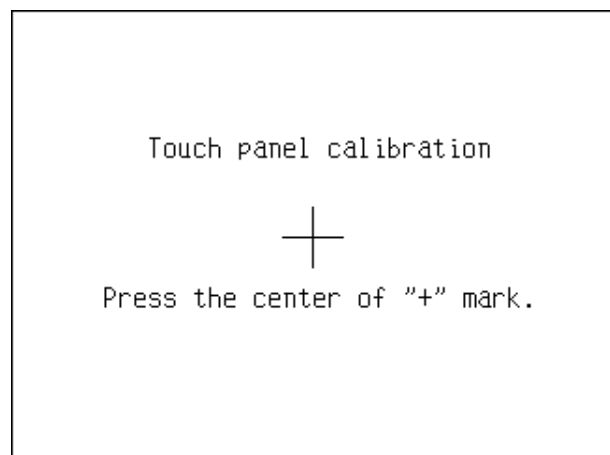 Touch panel calibration
Press the center of "+" mark.